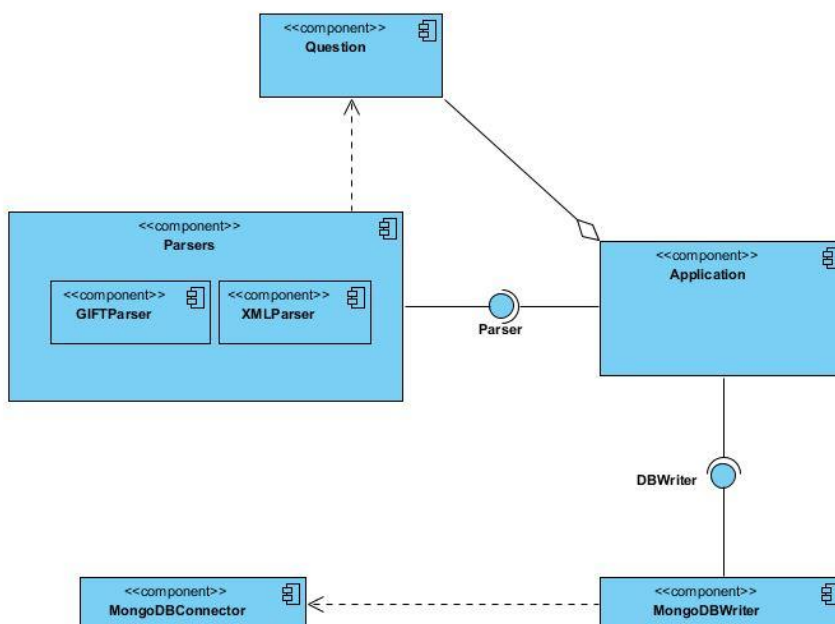 <<component>>
Question
<<component>>
Parsers
<<component>>
GIFTParser
<<component>>
XMLParser
<<component>>
Application
Parser
DBWriter
<<component>>
MongoDBConnector
<<component>>
MongoDBWriter